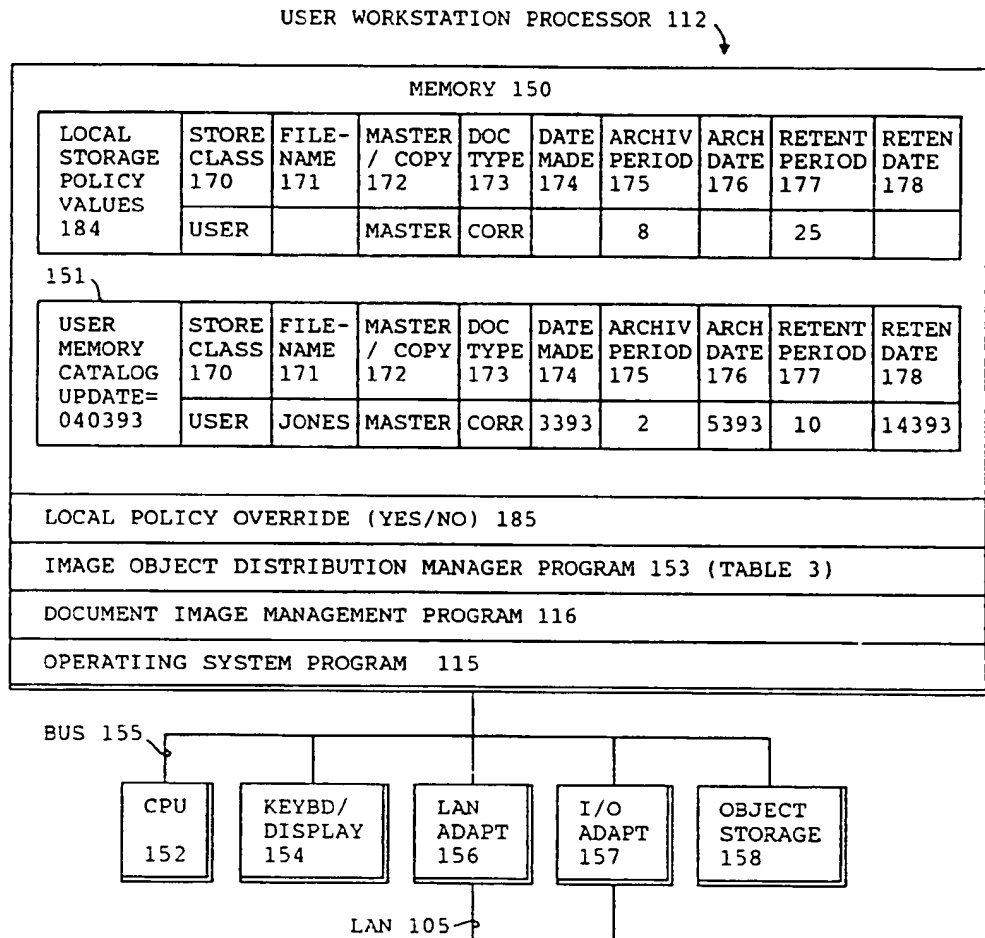 USER WORKSTATION PROCESSOR 112
MEMORY 150
LOCAL STORAGE POLICY VALUES 184
STORE CLASS 170
FILE-NAME 171
MASTER / COPY 172
DOC TYPE 173
DATE MADE 174
ARCHIV PERIOD 175
ARCH DATE 176
RETENT PERIOD 177
RETEN DATE 178
USER MASTER CORR 8 25
151
USER MEMORY CATALOG UPDATE= 040393
STORE CLASS 170
FILE-NAME 171
MASTER / COPY 172
DOC TYPE 173
DATE MADE 174
ARCHIV PERIOD 175
ARCH DATE 176
RETENT PERIOD 177
RETEN DATE 178
USER JONES MASTER CORR 3393 2 5393 10 14393
LOCAL POLICY OVERRIDE (YES/NO) 185
IMAGE OBJECT DISTRIBUTION MANAGER PROGRAM 153 (TABLE 3)
DOCUMENT IMAGE MANAGEMENT PROGRAM 116
OPERATIING SYSTEM PROGRAM 115
BUS 155
CPU 152
KEYBD/ DISPLAY 154
LAN ADAPT 156
I/O ADAPT 157
OBJECT STORAGE 158
LAN 105